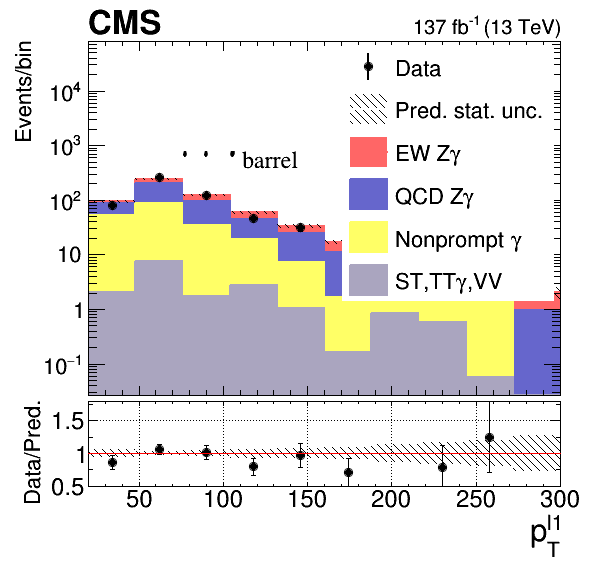 CMS
137 fb⁻¹ (13 TeV)
Events/bin
10⁴
10³
10²
10
1
10⁻¹
Data
Pred. stat. unc.
EW Zγ
QCD Zγ
Nonprompt γ
ST,TTγ,VV
barrel
Data/Pred.
1.5
1
0.5
50 100 150 200 250 300
p_T^l1